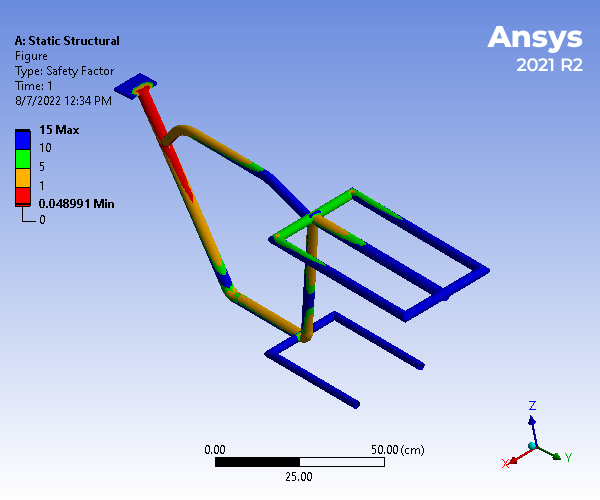 Ansys
2021 R2
A: Static Structural
Figure
Type: Safety Factor
Time: 1
8/7/2022 12:34 PM
15 Max
10
5
1
0.048991 Min
0
0.00
50.00 (cm)
25.00
Z
X
Y